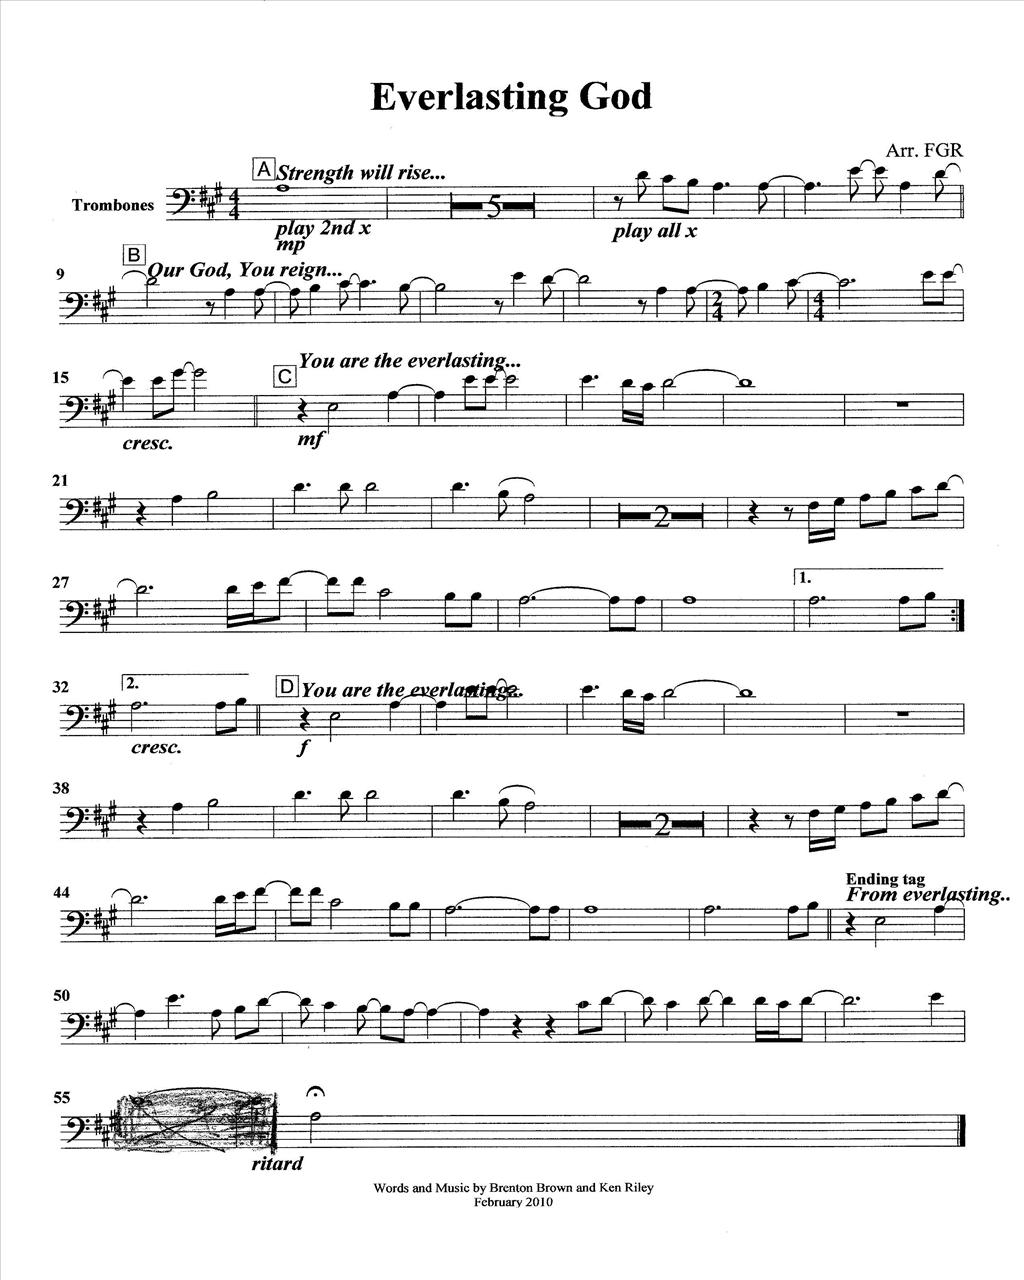 Everlasting God
Arr. FGR
A Strength will rise...
Trombones
4
4
5
play 2nd x
mp
play all x
B
Our God, You reign...
9
2
4
4
4
You are the everlasting...
15
C
cresc.
mf
21
2
27
1.
32
2.
D You are the everlasting...
cresc.
f
38
2
Ending tag
44
From everlasting..
50
55
ritard
Words and Music by Brenton Brown and Ken Riley
February 2010